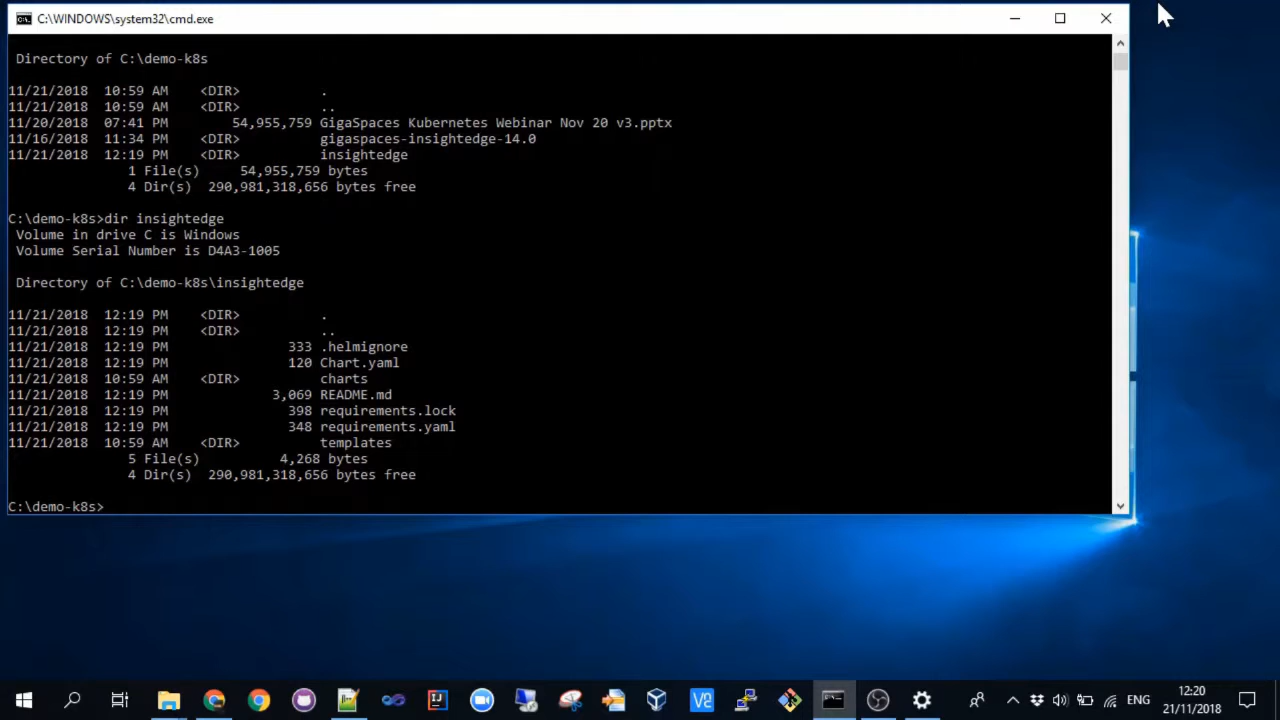 C:\WINDOWS\system32\cmd.exe
Directory of C:\demo-k8s
11/21/2018  10:59 AM    <DIR>          .
11/21/2018  10:59 AM    <DIR>          ..
11/20/2018  07:41 PM        54,955,759 GigaSpaces Kubernetes Webinar Nov 20 v3.pptx
11/16/2018  11:34 PM    <DIR>          gigaspaces-insightedge-14.0
11/21/2018  12:19 PM    <DIR>          insightedge
1 File(s)     54,955,759 bytes
4 Dir(s)  290,981,318,656 bytes free
C:\demo-k8s>dir insightedge
Volume in drive C is Windows
Volume Serial Number is D4A3-1005
Directory of C:\demo-k8s\insightedge
11/21/2018  12:19 PM    <DIR>          .
11/21/2018  12:19 PM    <DIR>          ..
11/21/2018  12:19 PM               333 .helmignore
11/21/2018  12:19 PM               120 Chart.yaml
11/21/2018  10:59 AM    <DIR>          charts
11/21/2018  12:19 PM             3,069 README.md
11/21/2018  12:19 PM               398 requirements.lock
11/21/2018  12:19 PM               348 requirements.yaml
11/21/2018  10:59 AM    <DIR>          templates
5 File(s)          4,268 bytes
4 Dir(s)  290,981,318,656 bytes free
C:\demo-k8s>
ENG
12:20
21/11/2018